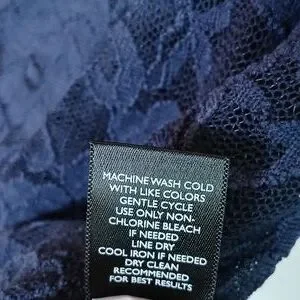 MACHINE WASH COLD
WITH LIKE COLORS
GENTLE CYCLE
USE ONLY NON-
CHLORINE BLEACH
IF NEEDED
LINE DRY
COOL IRON IF NEEDED
DRY CLEAN
RECOMMENDED
FOR BEST RESULTS